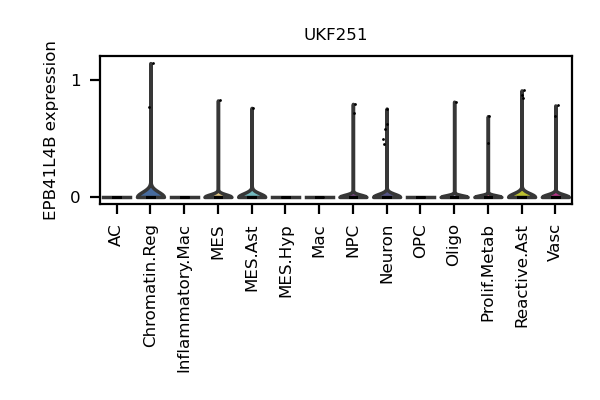 UKF251
EPB41L4B expression
1
0
AC
Chromatin.Reg
Inflammatory.Mac
MES
MES.Ast
MES.Hyp
Mac
NPC
Neuron
OPC
Oligo
Prolif.Metab
Reactive.Ast
Vasc